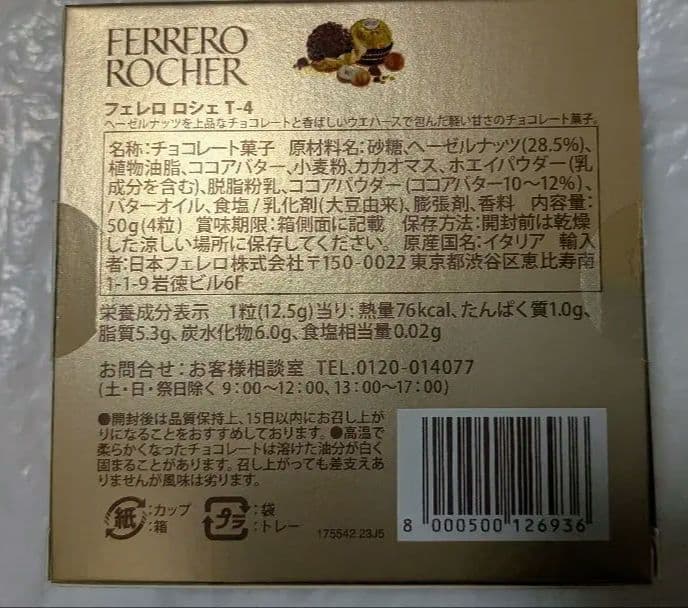 FERRERO
ROCHER
フェレロ ロシェ T-4
ヘーゼルナッツを上品なチョコレートと香ばしいウエハースで包んだ軽い甘さのチョコレート菓子。
名称:チョコレート菓子 原材料名:砂糖、ヘーゼルナッツ(28.5%)、
植物油脂、ココアバター、小麦粉、カカオマス、ホエイパウダー(乳
成分を含む)、脱脂粉乳、ココアパウダー(ココアバター10~12%)、
バターオイル、食塩/乳化剤(大豆由来)、膨張剤、香料 内容量:
50g(4粒) 賞味期限:箱側面に記載 保存方法:開封前は乾燥
した涼しい場所に保存してください。 原産国名:イタリア 輸入
者:日本フェレロ株式会社〒150-0022 東京都渋谷区恵比寿南
1-1-9 岩徳ビル6F
栄養成分表示 1粒(12.5g)当り:熱量76kcal、たんぱく質1.0g、
脂質5.3g、炭水化物6.0g、食塩相当量0.02g
お問合せ:お客様相談室 TEL.0120-014077
(土・日・祭日除く 9:00~12:00、13:00~17:00)
●開封後は品質保持上、15日以内にお召し上が
りになることをおすすめしております。●高温で
柔らかくなったチョコレートは溶けた油分が白く
固まることがあります。召し上がっても差支えあ
りませんが風味は劣ります。
紙 :カップ :箱
プラ :袋 :トレー
175542.23J5
8 000500 126936